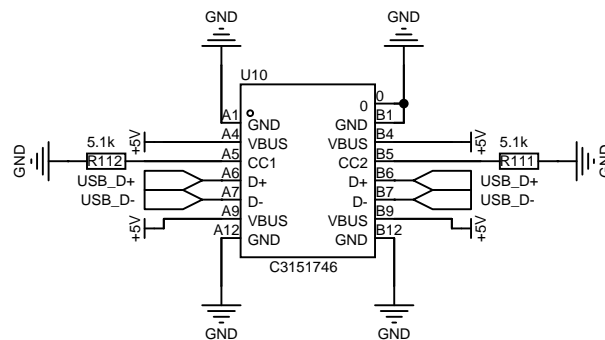 GND GND
U10
0
0
A1 GND GND B1
+5V A4 VBUS VBUS B4 +5V
5.1k 5.1k
GND R112 A5 CC1 CC2 B5 R111 GND
USB_D+ A6 D+ D+ B6 USB_D+
USB_D- A7 D- D- B7 USB_D-
+5V A9 VBUS VBUS B9 +5V
A12 GND GND B12
C3151746
GND GND